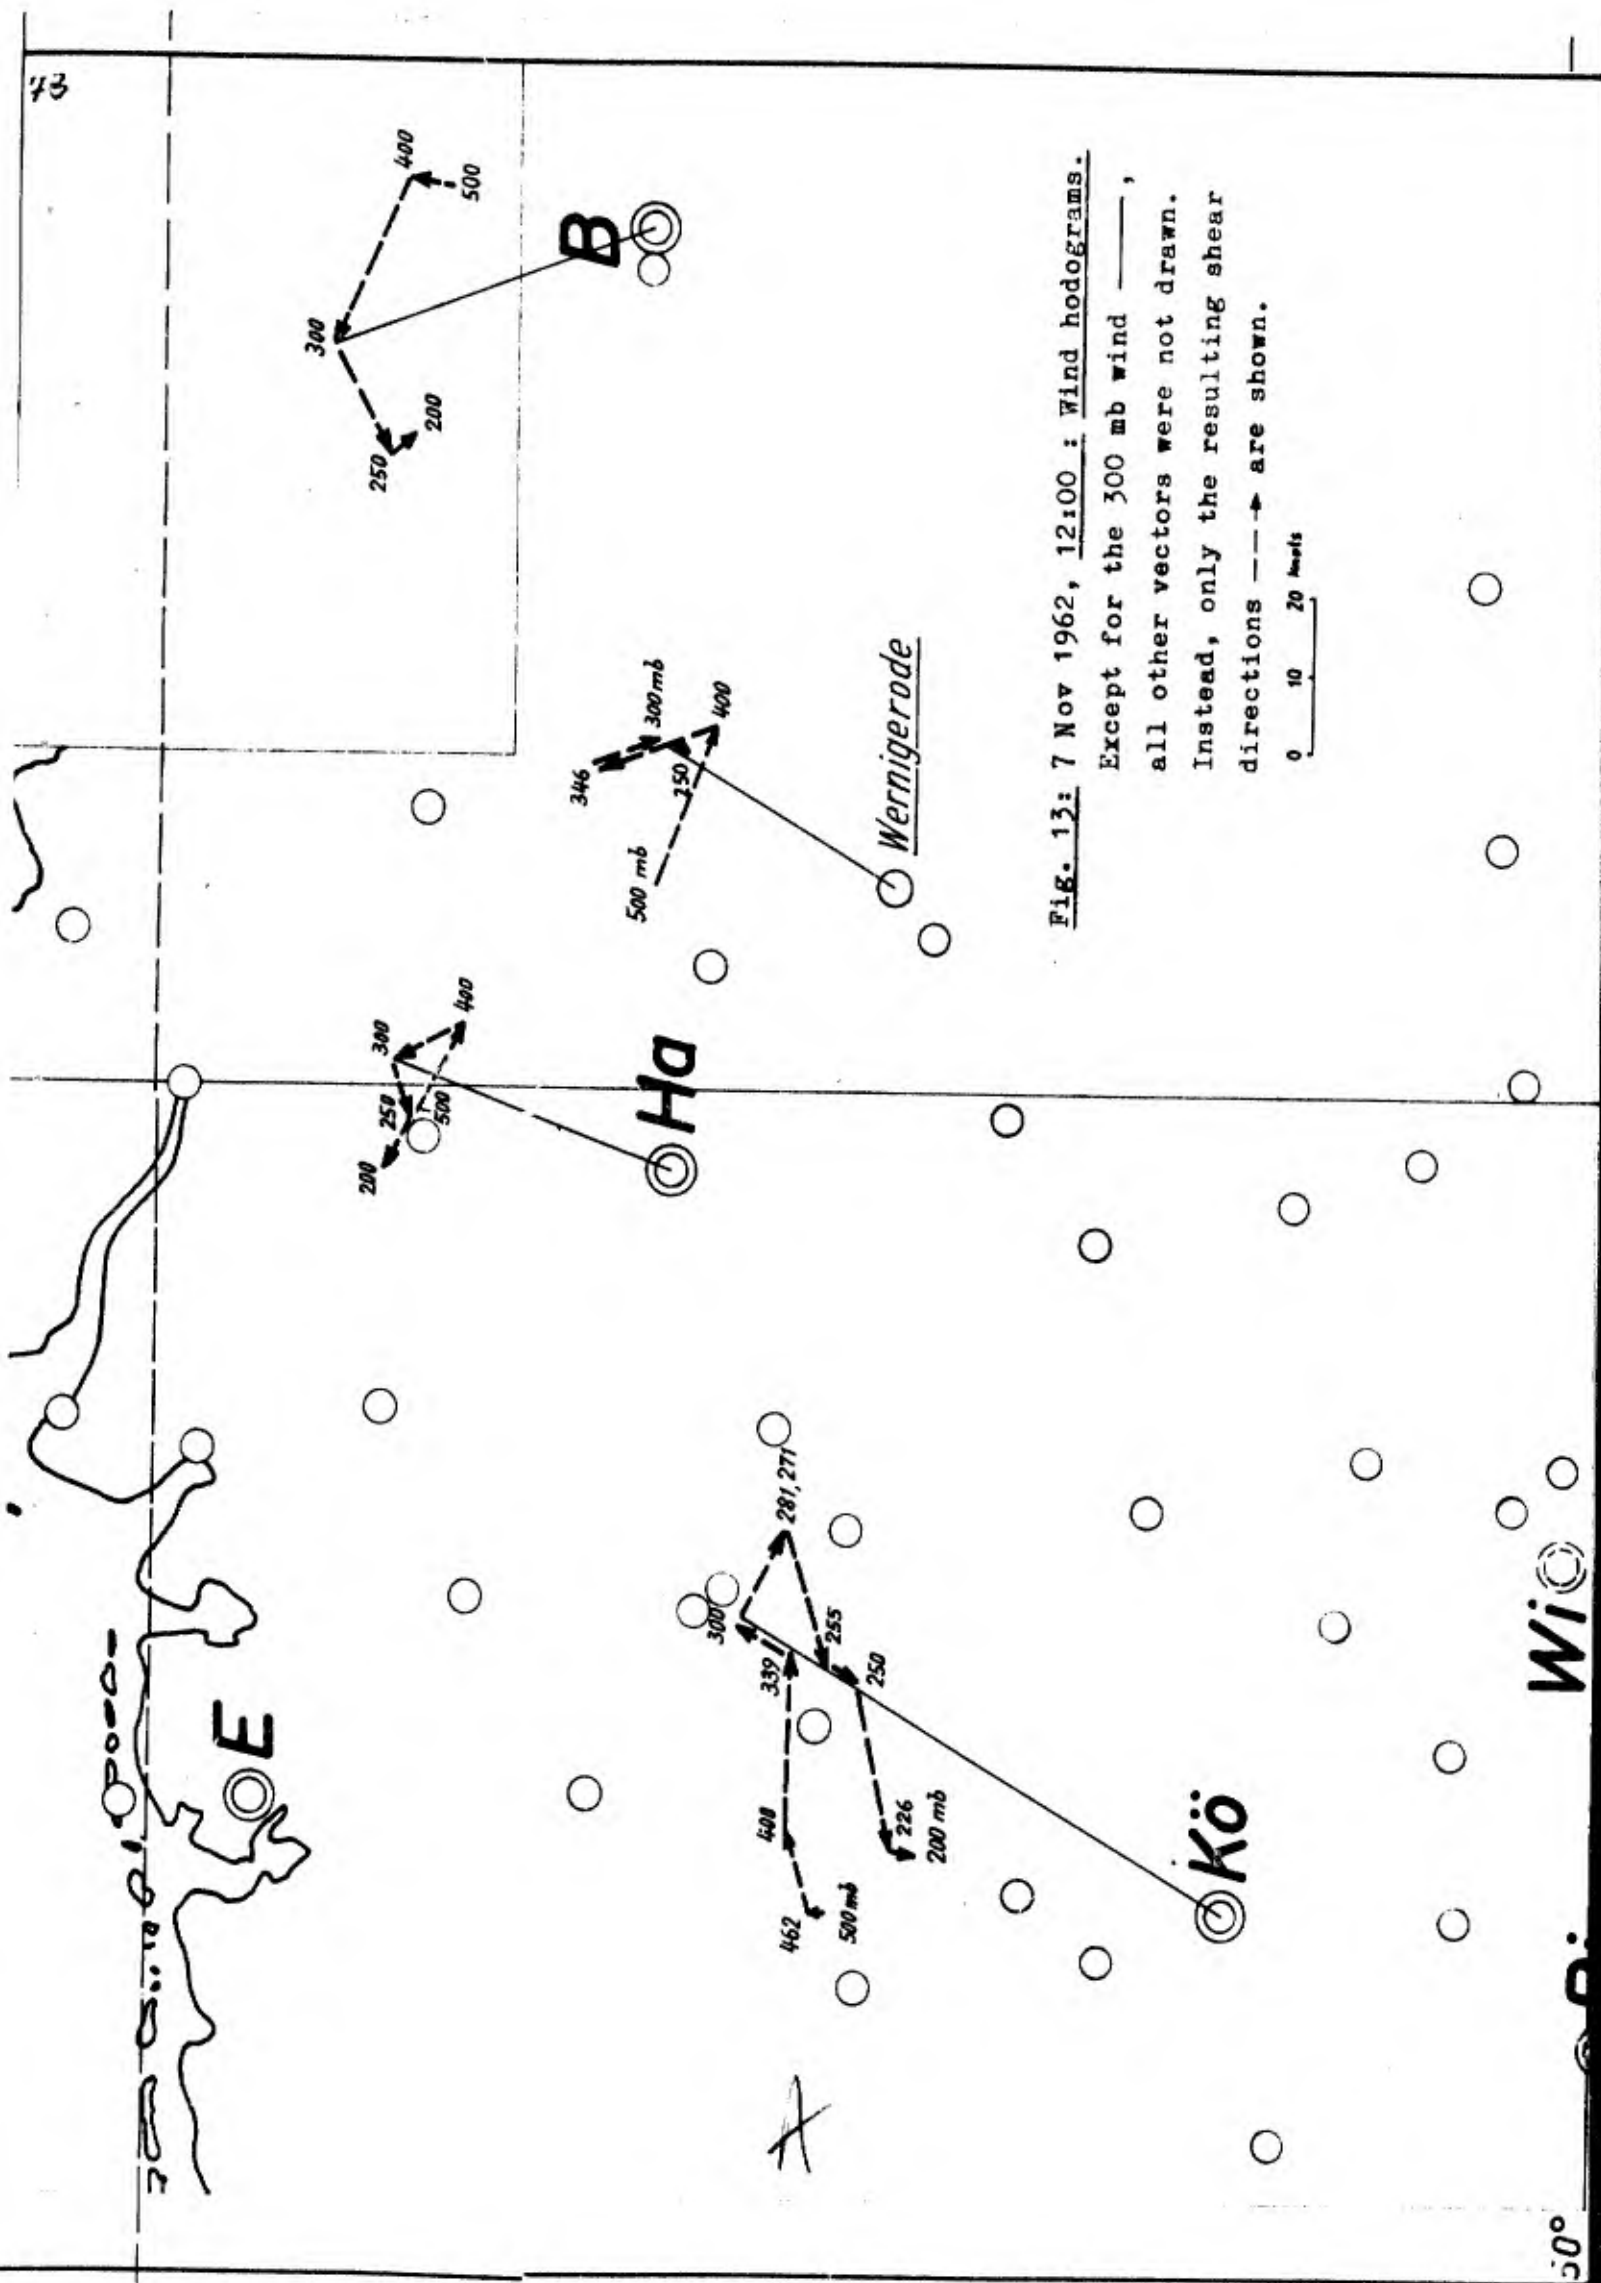 73
400
500
300
250
200
B
346
300 mb
400
250
500 mb
Wernigerode
300
400
250
500
200
Ha
E
281, 271
300
339
255
250
400
462
500 mb
226
200 mb
Kö
Wi
50°
Fig. 13: 7 Nov 1962, 12:00 : Wind hodograms.
Except for the 300 mb wind ———,
all other vectors were not drawn.
Instead, only the resulting shear
directions — — → are shown.
0 10 20 knots